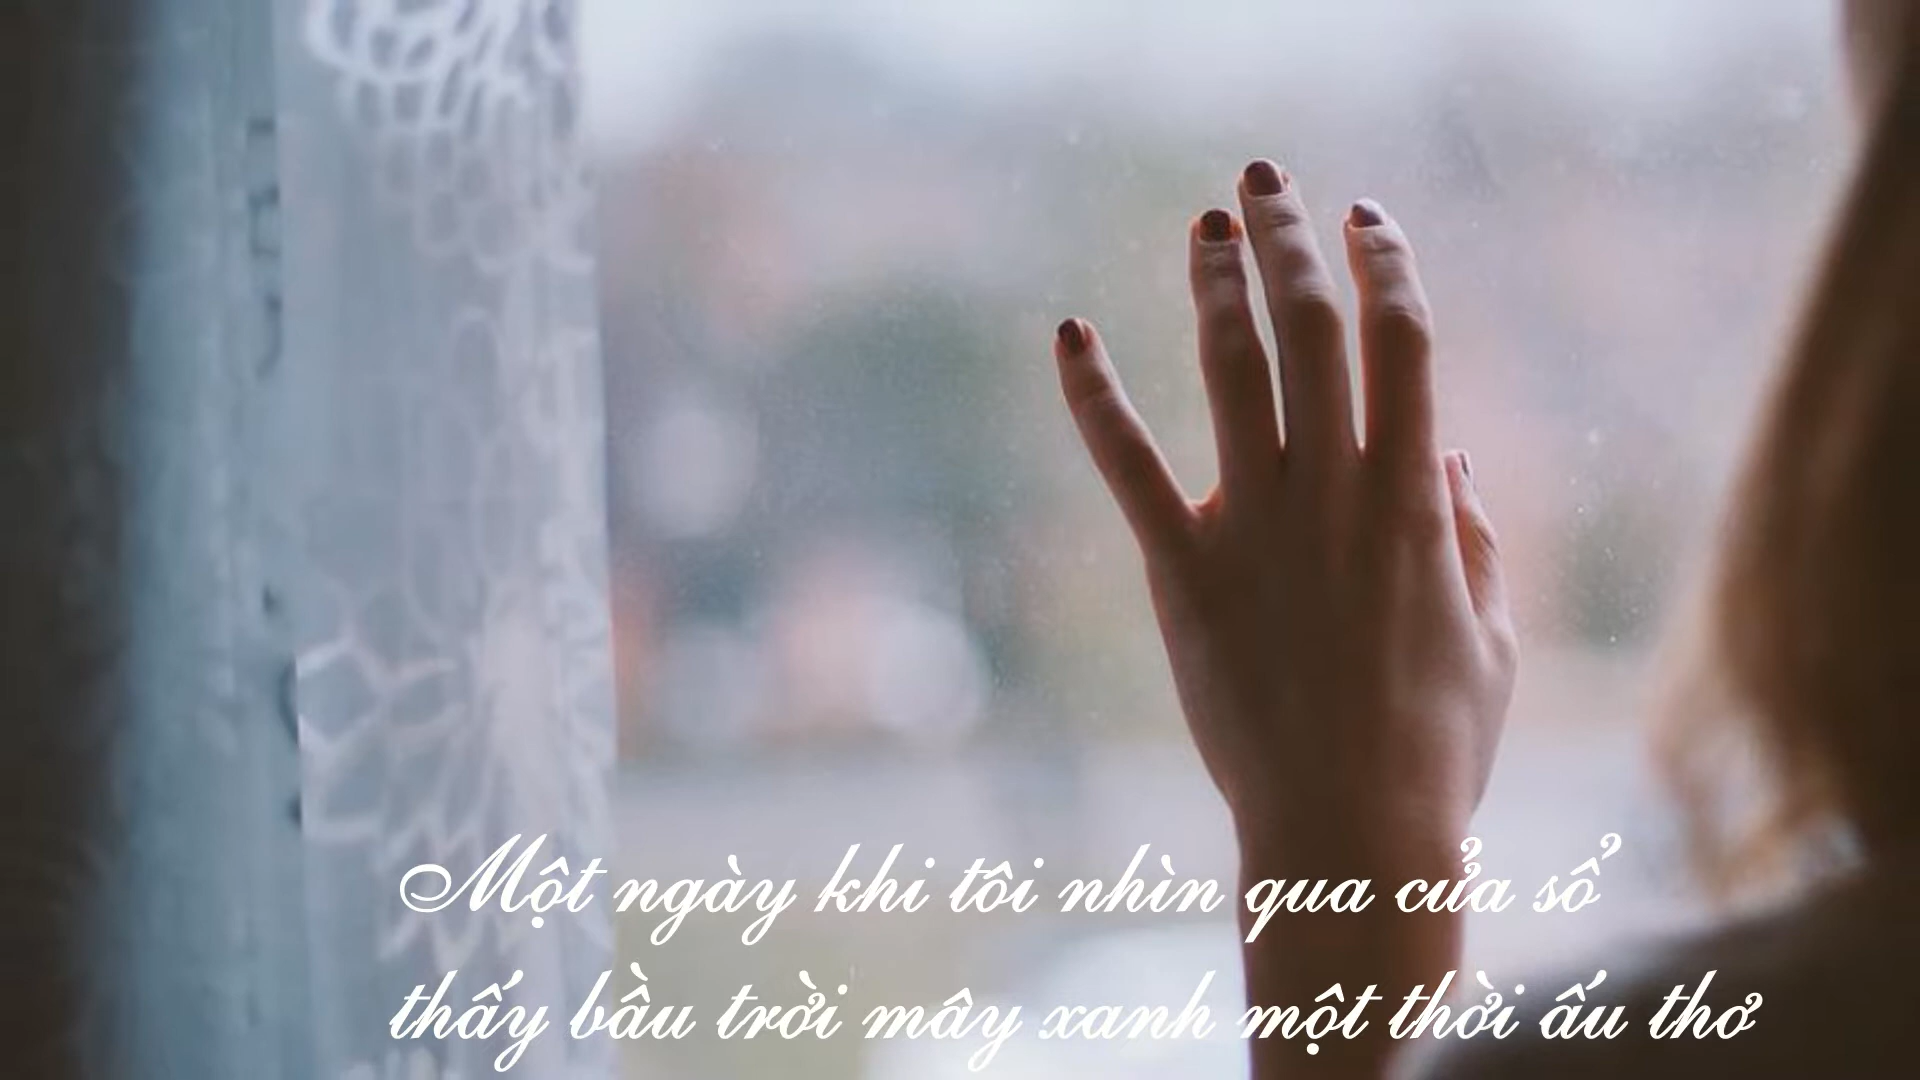 Một ngày khi tôi nhìn qua cửa sổ
thấy bầu trời mây xanh một thời ấu thơ